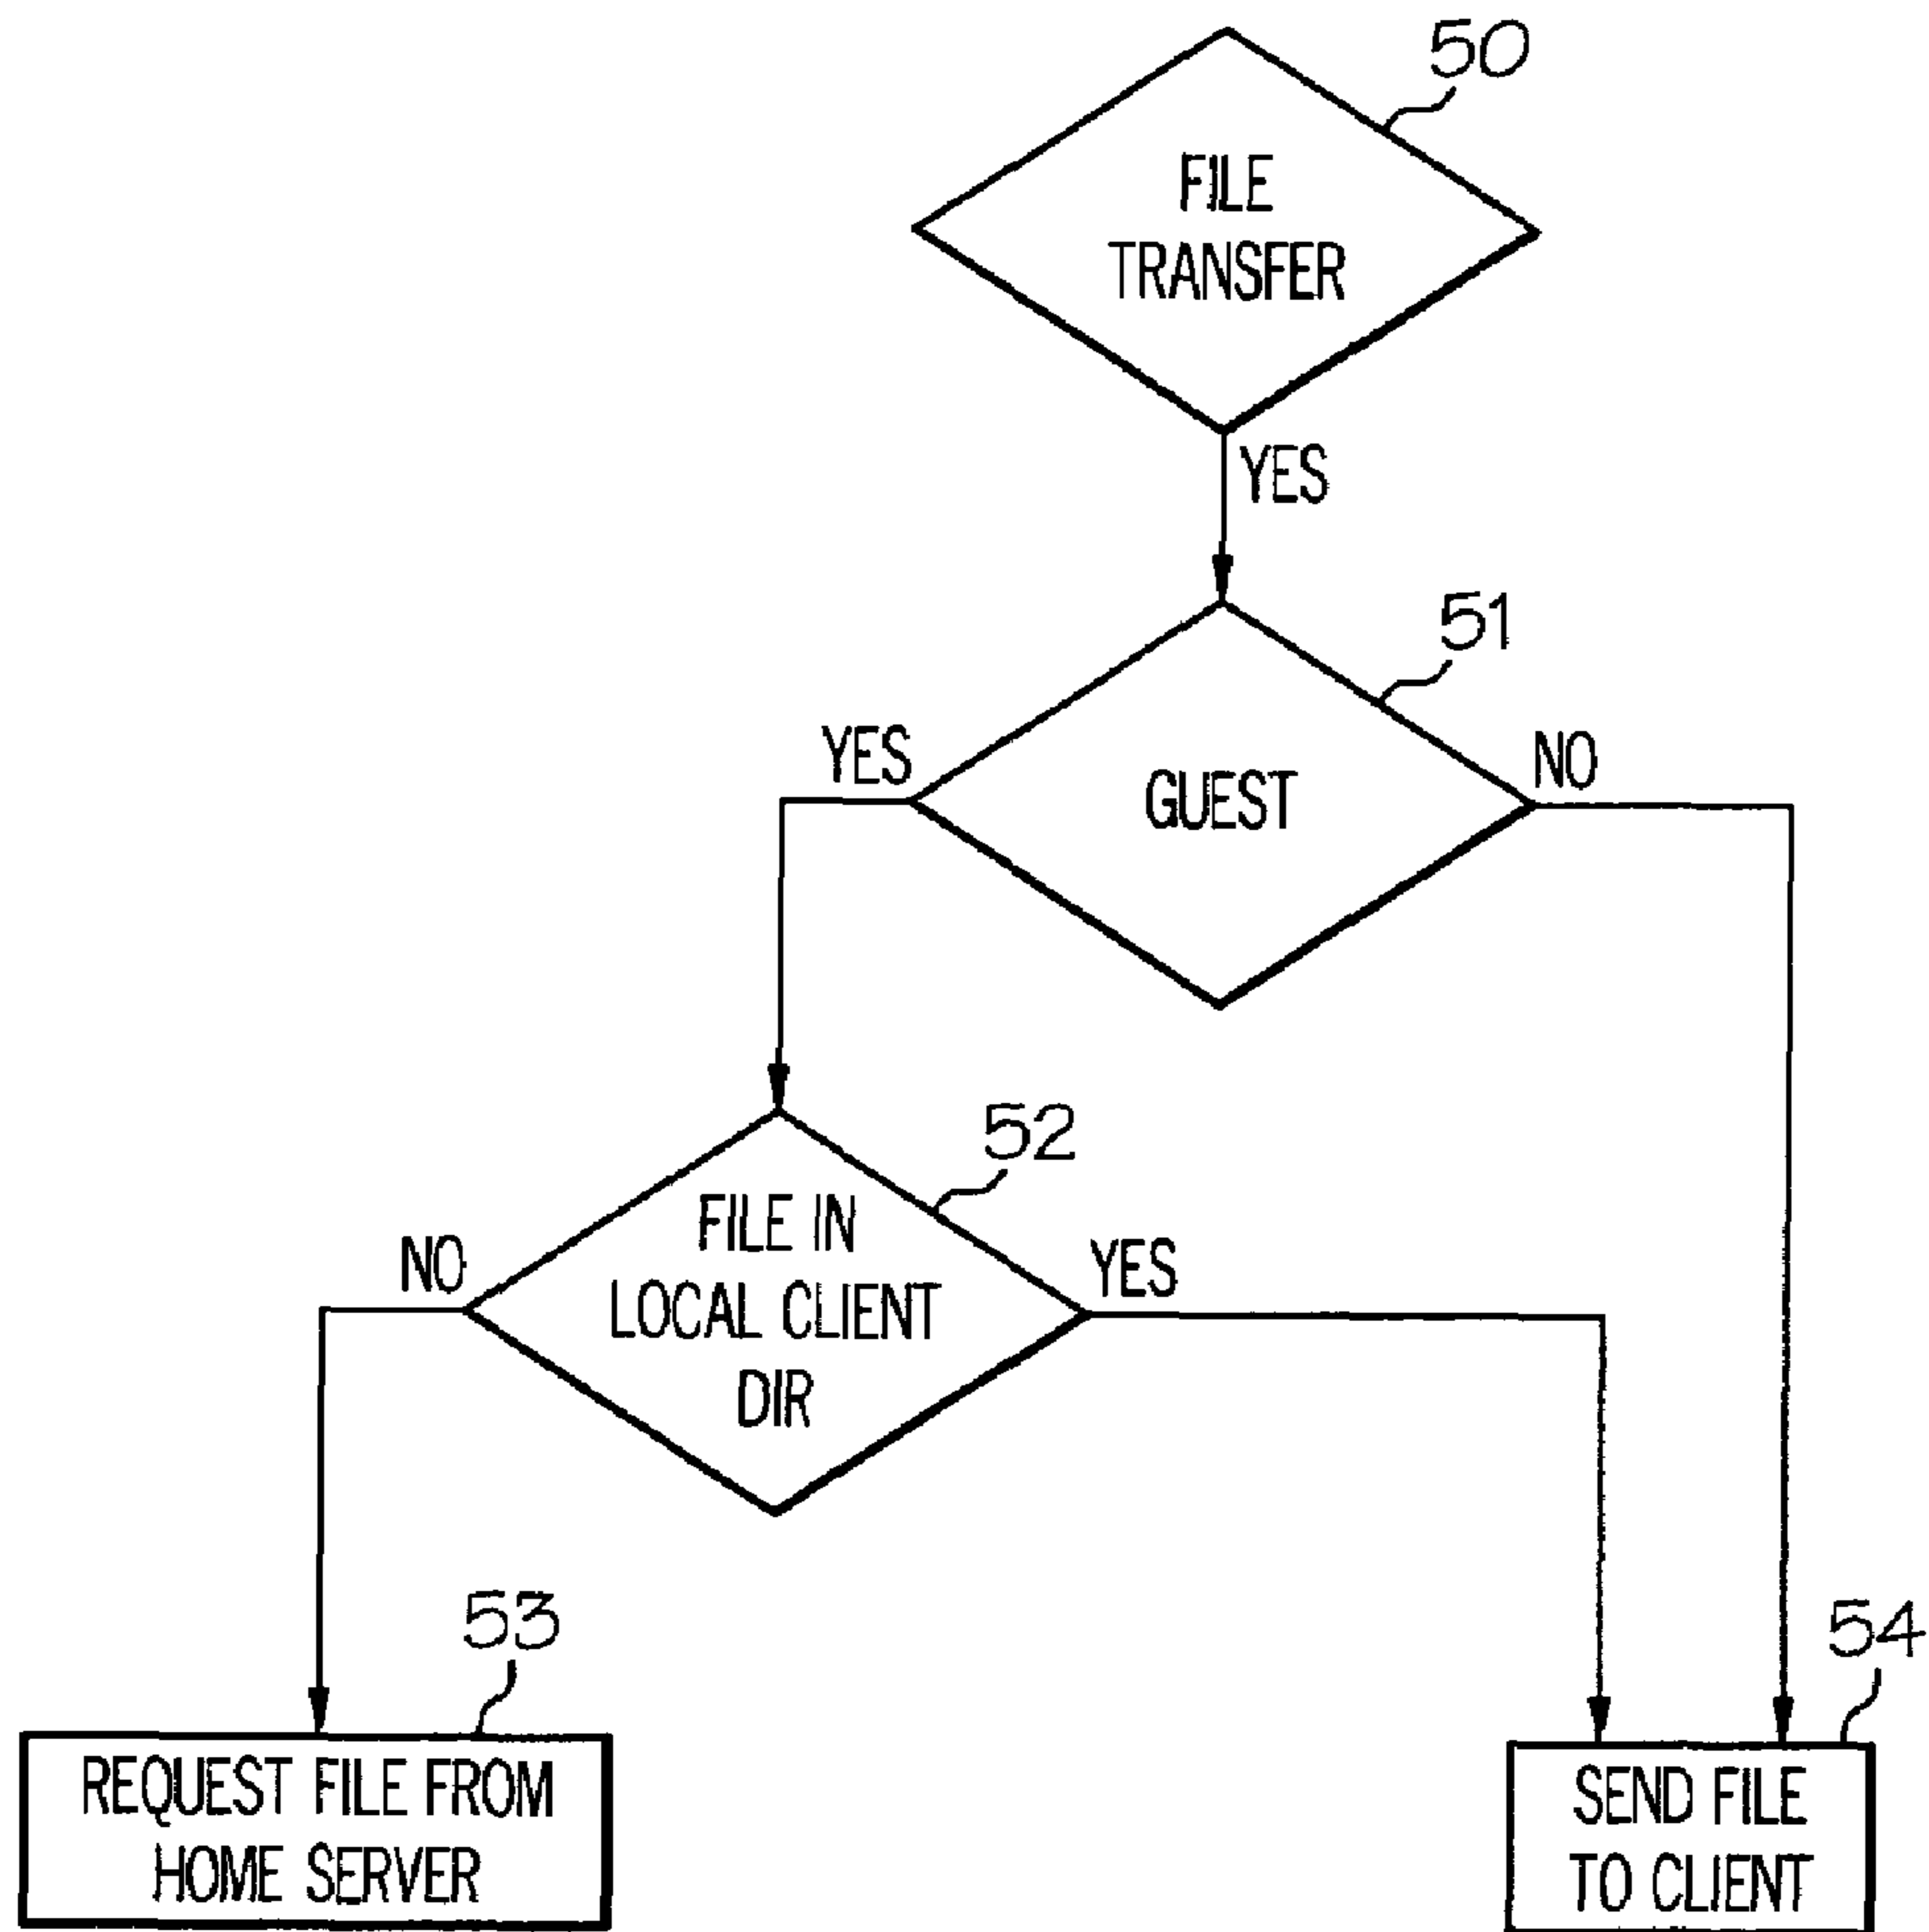 50
FILE
TRANSFER
YES
51
YES
GUEST
NO
52
NO
FILE IN
LOCAL CLIENT
DIR
YES
53
54
REQUEST FILE FROM
HOME SERVER
SEND FILE
TO CLIENT